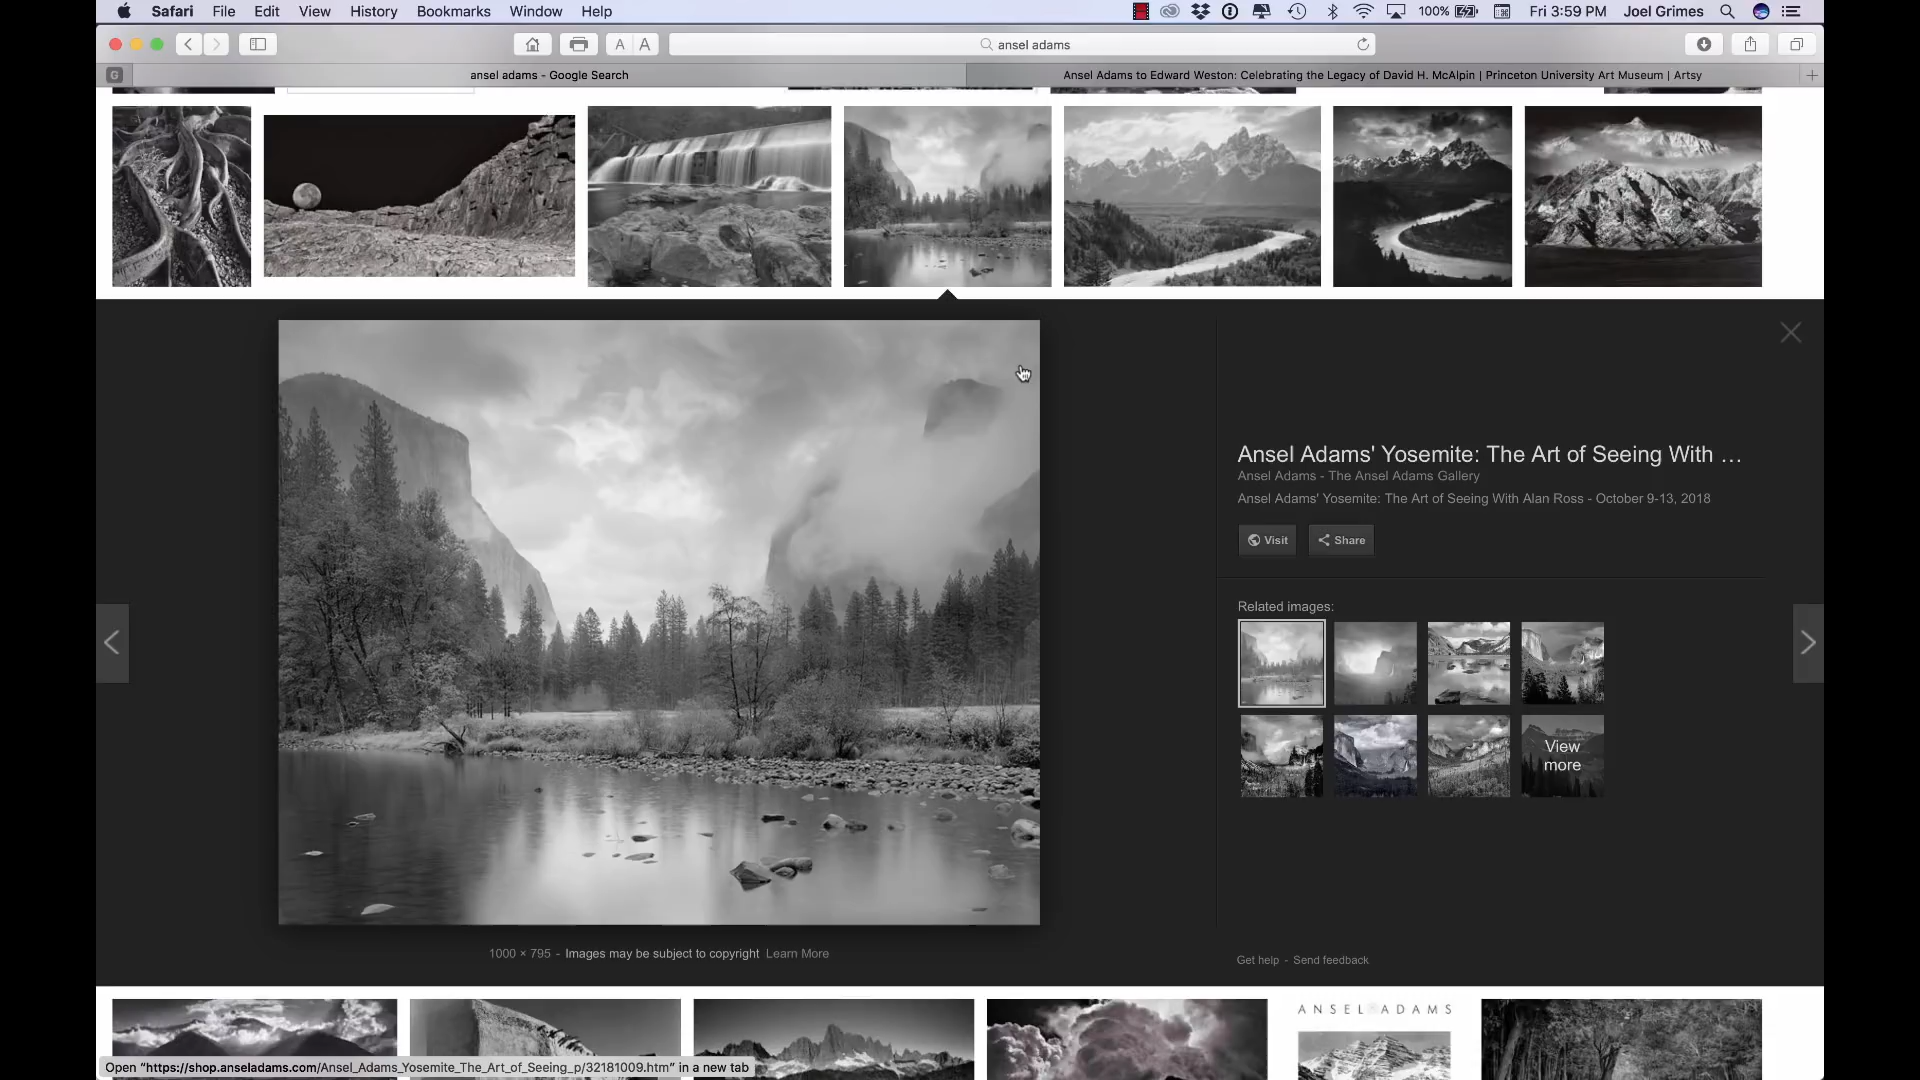 Safari File Edit View History Bookmarks Window Help 100% Fri 3:59 PM Joel Grimes
A A ansel adams
G ansel adams - Google Search Ansel Adams to Edward Weston: Celebrating the Legacy of David H. McAlpin | Princeton University Art Museum | Artsy
Ansel Adams' Yosemite: The Art of Seeing With …
Ansel Adams - The Ansel Adams Gallery
Ansel Adams' Yosemite: The Art of Seeing With Alan Ross - October 9-13, 2018
Visit Share
Related images:
View
more
1000 × 795 - Images may be subject to copyright Learn More
Get help - Send feedback
ANSEL ADAMS
Open “https://shop.anseladams.com/Ansel_Adams_Yosemite_The_Art_of_Seeing_p/32181009.htm” in a new tab